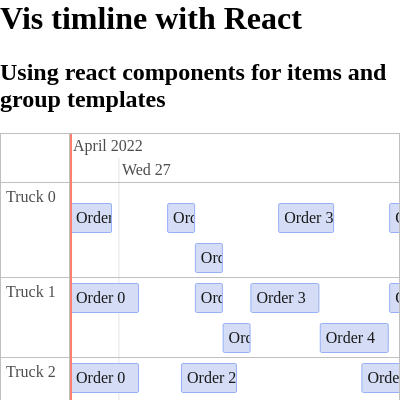 Vis timline with React
Using react components for items and
group templates
April 2022
Wed 27
Truck 0
Order
Ord
Order 3
Ord
Truck 1
Order 0
Ord
Order 3
Ord
Order 4
Truck 2
Order 0
Order 2
Orde